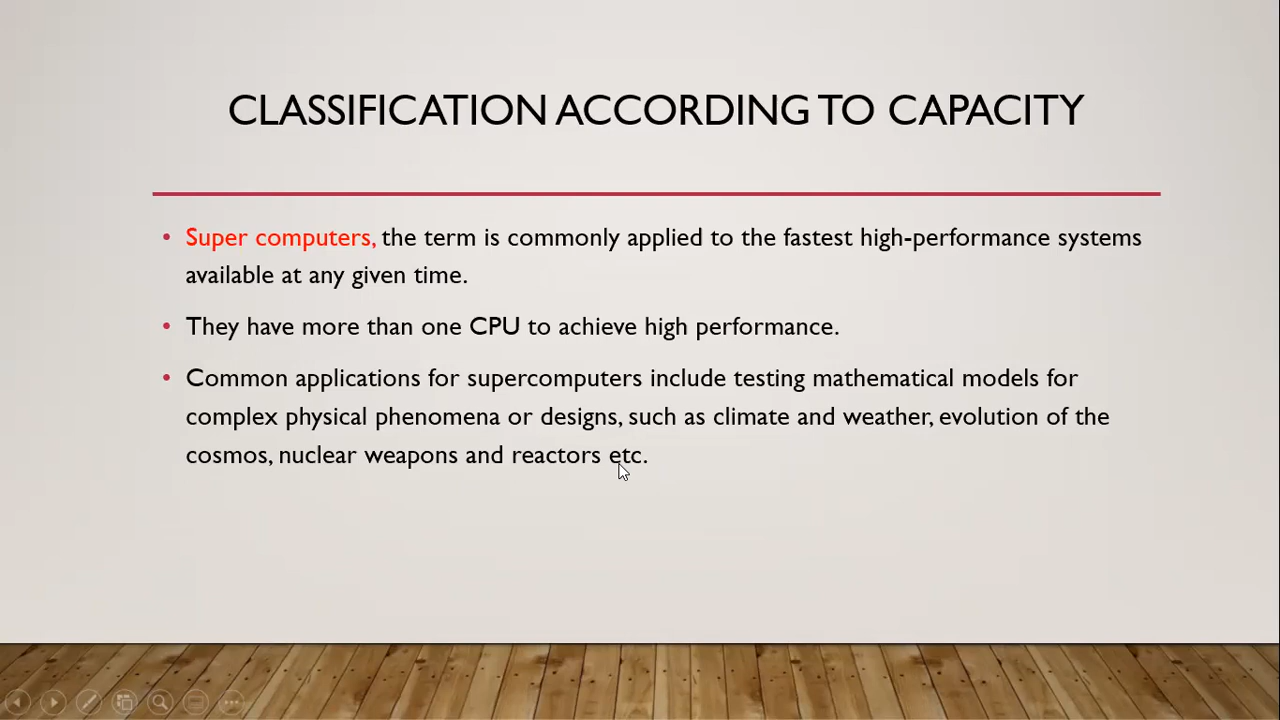 CLASSIFICATION ACCORDING TO CAPACITY
• Super computers, the term is commonly applied to the fastest high-performance systems
available at any given time.
• They have more than one CPU to achieve high performance.
• Common applications for supercomputers include testing mathematical models for
complex physical phenomena or designs, such as climate and weather, evolution of the
cosmos, nuclear weapons and reactors etc.